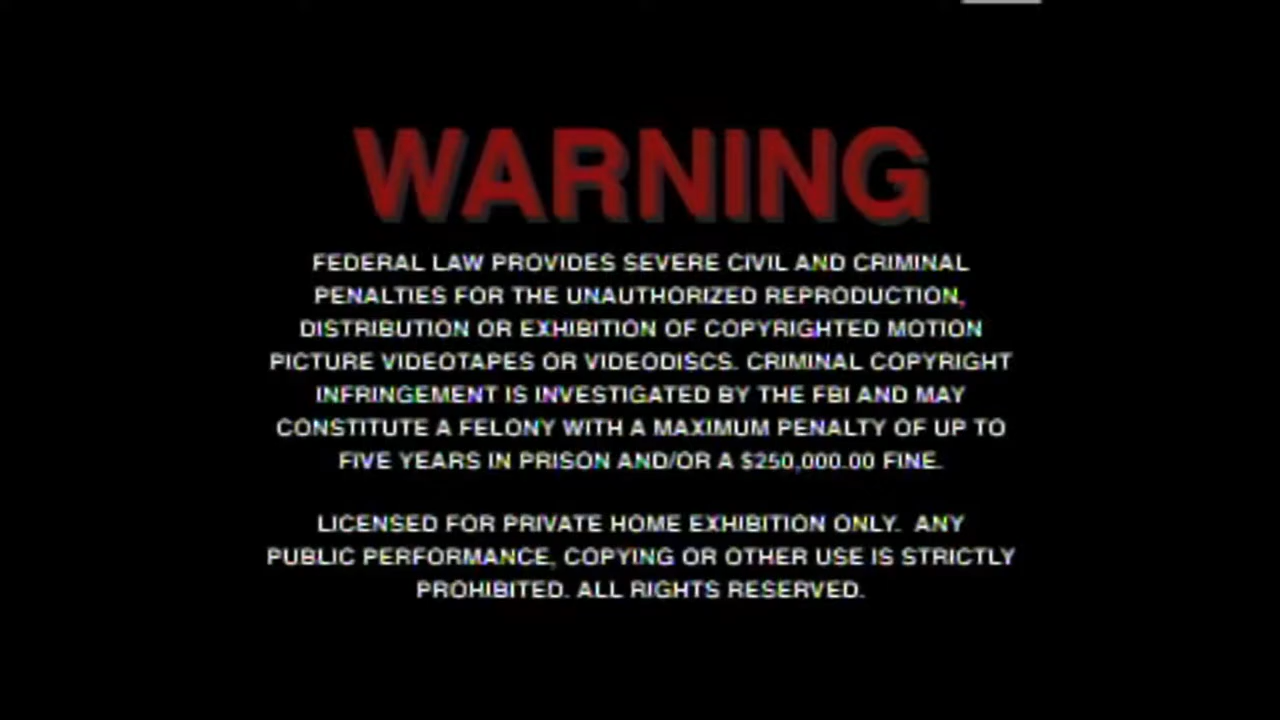 WARNING
FEDERAL LAW PROVIDES SEVERE CIVIL AND CRIMINAL
PENALTIES FOR THE UNAUTHORIZED REPRODUCTION,
DISTRIBUTION OR EXHIBITION OF COPYRIGHTED MOTION
PICTURE VIDEOTAPES OR VIDEODISCS. CRIMINAL COPYRIGHT
INFRINGEMENT IS INVESTIGATED BY THE FBI AND MAY
CONSTITUTE A FELONY WITH A MAXIMUM PENALTY OF UP TO
FIVE YEARS IN PRISON AND/OR A $250,000.00 FINE.
LICENSED FOR PRIVATE HOME EXHIBITION ONLY.  ANY
PUBLIC PERFORMANCE, COPYING OR OTHER USE IS STRICTLY
PROHIBITED. ALL RIGHTS RESERVED.